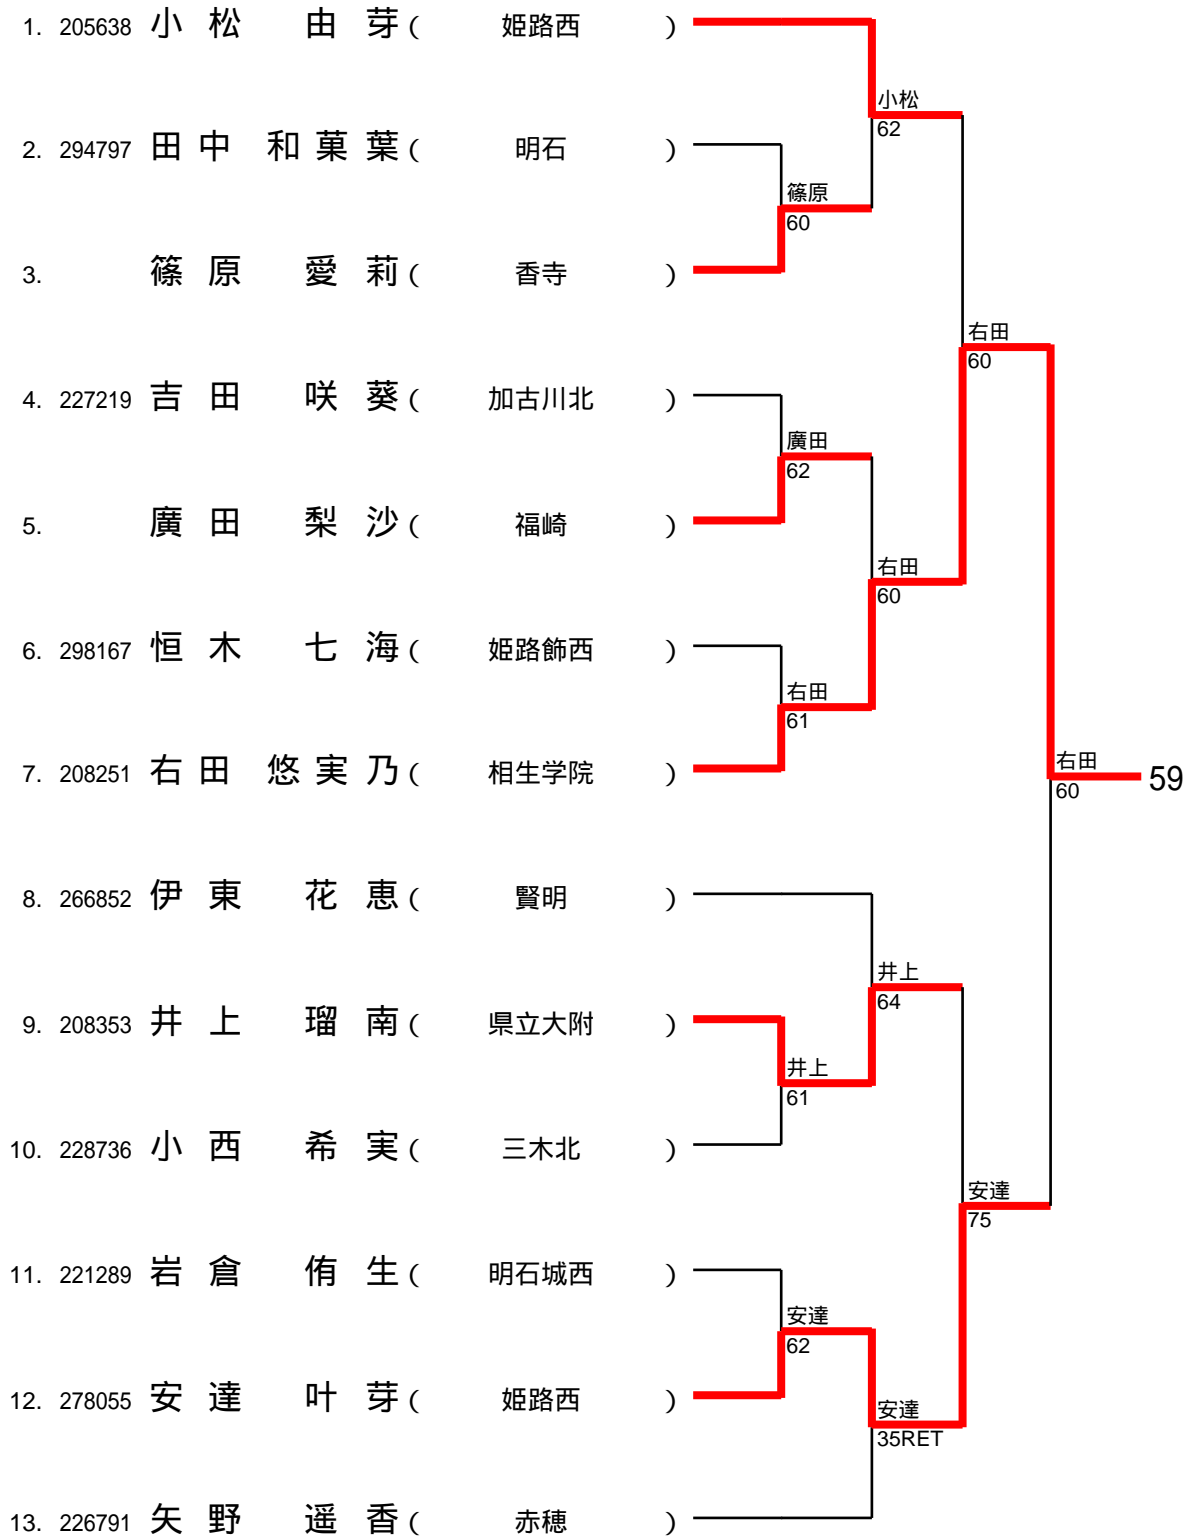 1. 205638 小松 由芽 ( 姫路西 )
小松
62
2. 294797 田中 和菓葉 ( 明石 )
篠原
60
3. 篠原 愛莉 ( 香寺 )
右田
60
4. 227219 吉田 咲葵 ( 加古川北 )
廣田
62
5. 廣田 梨沙 ( 福崎 )
右田
60
6. 298167 恒木 七海 ( 姫路飾西 )
右田
61
7. 208251 右田 悠実乃 ( 相生学院 )
右田
60
59
8. 266852 伊東 花恵 ( 賢明 )
井上
64
9. 208353 井上 瑠南 ( 県立大附 )
井上
61
10. 228736 小西 希実 ( 三木北 )
安達
75
11. 221289 岩倉 侑生 ( 明石城西 )
安達
62
12. 278055 安達 叶芽 ( 姫路西 )
安達
35RET
13. 226791 矢野 遥香 ( 赤穂 )